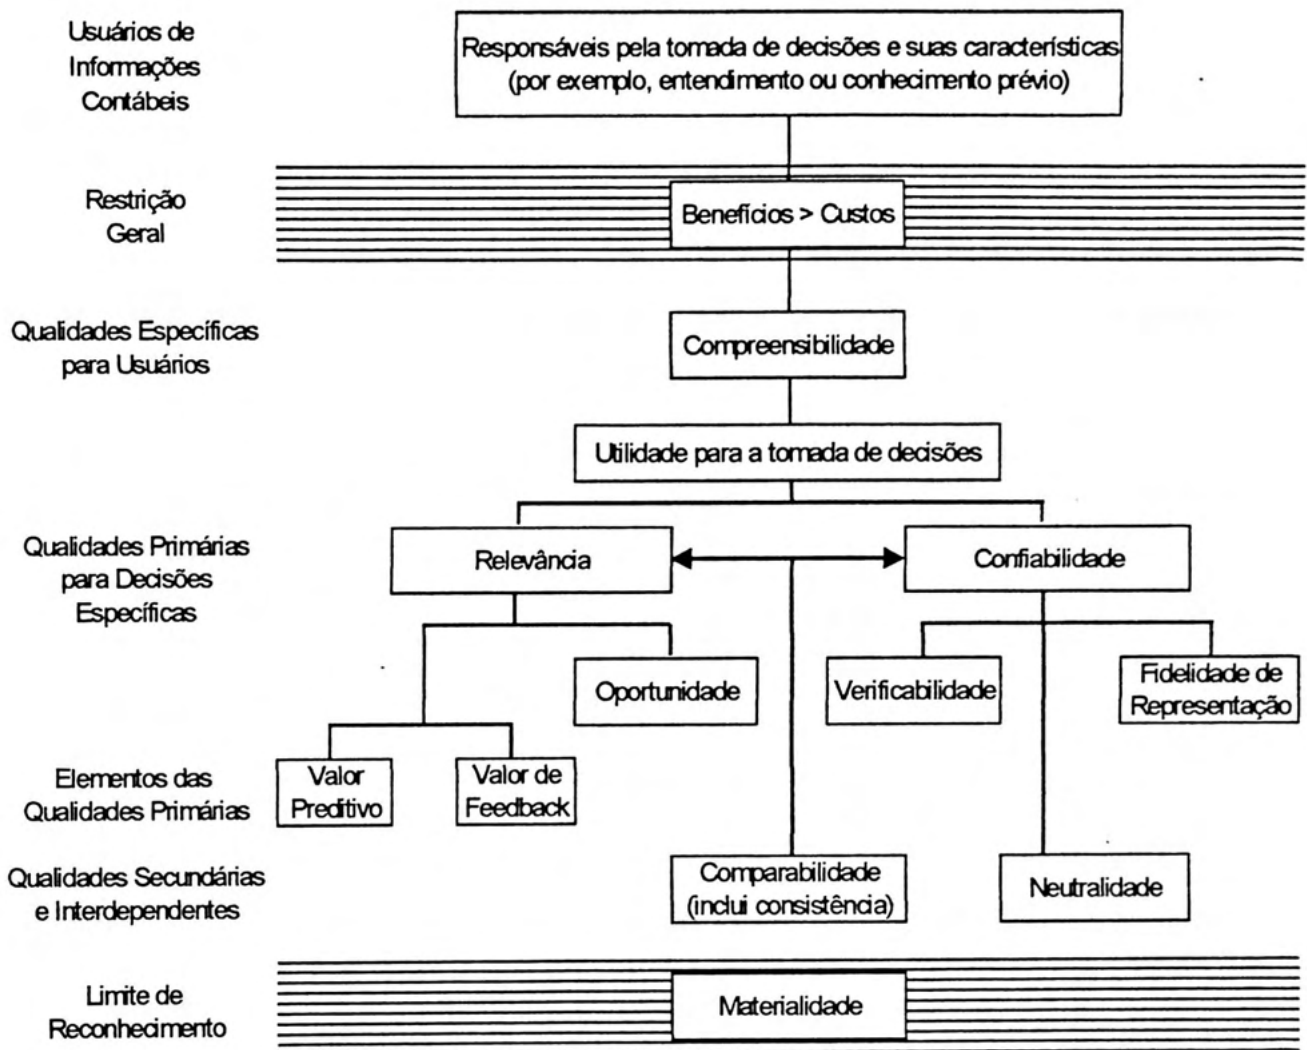 Usuários de
Informações
Contábeis
Responsáveis pela tomada de decisões e suas características
(por exemplo, entendimento ou conhecimento prévio)
Restrição
Geral
Benefícios > Custos
Qualidades Específicas
para Usuários
Compreensibilidade
Utilidade para a tomada de decisões
Qualidades Primárias
para Decisões
Específicas
Relevância
Confiabilidade
Oportunidade
Verificabilidade
Fidelidade de
Representação
Elementos das
Qualidades Primárias
Valor
Preditivo
Valor de
Feedback
Qualidades Secundárias
e Interdependentes
Comparabilidade
(inclui consistência)
Neutralidade
Limite de
Reconhecimento
Materialidade